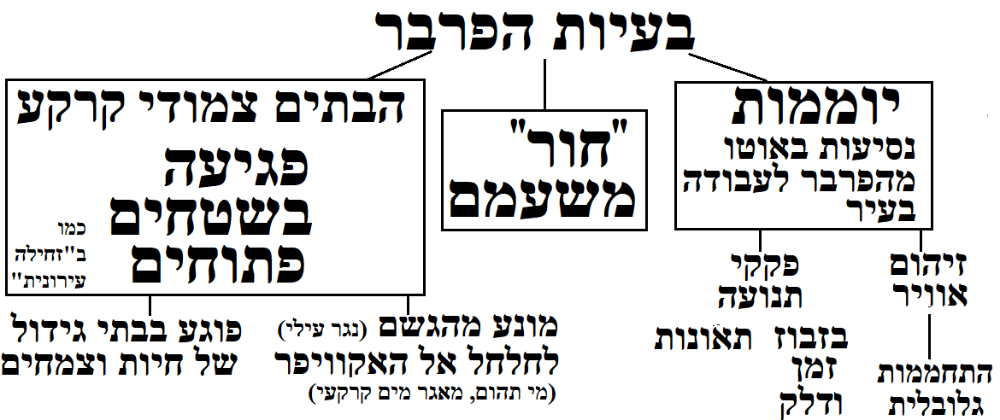 בעיות הפרבר
יוממות
נסיעות באוטו
מהפרבר לעבודה
בעיר
זיהום
אוויר
התחממות
גלובלית
פקקי
תנועה
בזבוז
זמן
ודלק
תאונות
"חור"
משעמם
הבתים צמודי קרקע
פגיעה
בשטחים
פתוחים
כמו
ב"זחילה
עירונית"
מונע מהגשם (נגר עילי)
לחלחל אל האקוויפר
(מי תהום, מאגר מים קרקעי)
פוגע בבתי גידול
של חיות וצמחים